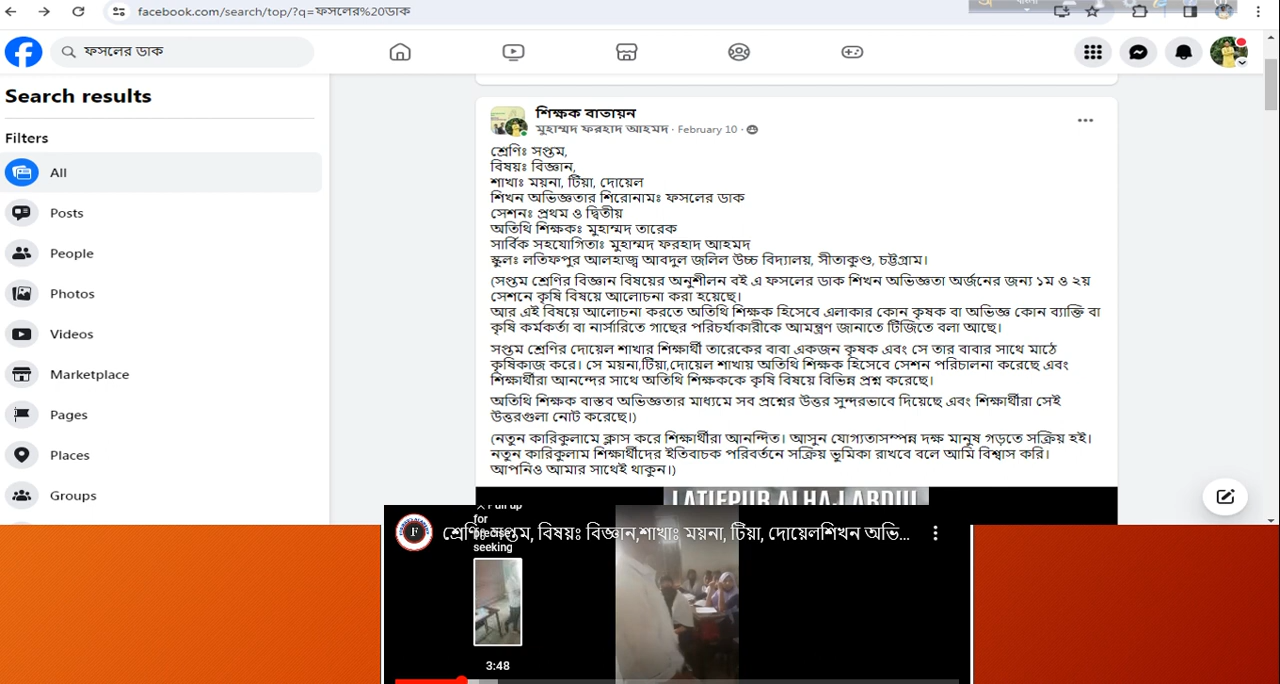 facebook.com/search/top/?q=ফসলের%20ডাক
ফসলের ডাক
Search results
Filters
All
Posts
People
Photos
Videos
Marketplace
Pages
Places
Groups
শিক্ষক বাতায়ন
মুহাম্মদ ফরহাদ আহমদ · February 10 ·
শ্রেণিঃ সপ্তম,
বিষয়ঃ বিজ্ঞান,
শাখাঃ ময়না, টিয়া, দোয়েল
শিখন অভিজ্ঞতার শিরোনামঃ ফসলের ডাক
সেশনঃ প্রথম ও দ্বিতীয়
অতিথি শিক্ষকঃ মুহাম্মদ তারেক
সার্বিক সহযোগিতাঃ মুহাম্মদ ফরহাদ আহমদ
স্কুলঃ লতিফপুর আলহাজ্ব আবদুল জলিল উচ্চ বিদ্যালয়, সীতাকুণ্ড, চট্টগ্রাম।
(সপ্তম শ্রেণির বিজ্ঞান বিষয়ের অনুশীলন বই এ ফসলের ডাক শিখন অভিজ্ঞতা অর্জনের জন্য ১ম ও ২য়
সেশনে কৃষি বিষয়ে আলোচনা করা হয়েছে।
আর এই বিষয়ে আলোচনা করতে অতিথি শিক্ষক হিসেবে এলাকার কোন কৃষক বা অভিজ্ঞ কোন ব্যাক্তি বা
কৃষি কর্মকর্তা বা নার্সারিতে গাছের পরিচর্যাকারীকে আমন্ত্রণ জানাতে টিজিতে বলা আছে।
সপ্তম শ্রেণির দোয়েল শাখার শিক্ষার্থী তারেকের বাবা একজন কৃষক এবং সে তার বাবার সাথে মাঠে
কৃষিকাজ করে। সে ময়না,টিয়া,দোয়েল শাখায় অতিথি শিক্ষক হিসেবে সেশন পরিচালনা করেছে এবং
শিক্ষার্থীরা আনন্দের সাথে অতিথি শিক্ষককে কৃষি বিষয়ে বিভিন্ন প্রশ্ন করেছে।
অতিথি শিক্ষক বাস্তব অভিজ্ঞতার মাধ্যমে সব প্রশ্নের উত্তর সুন্দরভাবে দিয়েছে এবং শিক্ষার্থীরা সেই
উত্তরগুলা নোট করেছে।)
(নতুন কারিকুলামে ক্লাস করে শিক্ষার্থীরা আনন্দিত। আসুন যোগ্যতাসম্পন্ন দক্ষ মানুষ গড়তে সক্রিয় হই।
নতুন কারিকুলাম শিক্ষার্থীদের ইতিবাচক পরিবর্তনে সক্রিয় ভুমিকা রাখবে বলে আমি বিশ্বাস করি।
আপনিও আমার সাথেই থাকুন।)
LATIFPUR ALHAJ ABDUL
Pull up
for
precise
seeking
শ্রেণিঃ সপ্তম, বিষয়ঃ বিজ্ঞান,শাখাঃ ময়না, টিয়া, দোয়েলশিখন অভি...
3:48